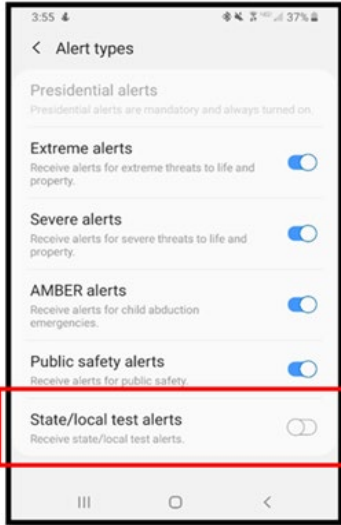 3:55
37%
Alert types
Presidential alerts
Presidential alerts are mandatory and always turned on.
Extreme alerts
Receive alerts for extreme threats to life and
property.
Severe alerts
Receive alerts for severe threats to life and
property.
AMBER alerts
Receive alerts for child abduction
emergencies.
Public safety alerts
Receive alerts for public safety.
State/local test alerts
Receive state/local test alerts.